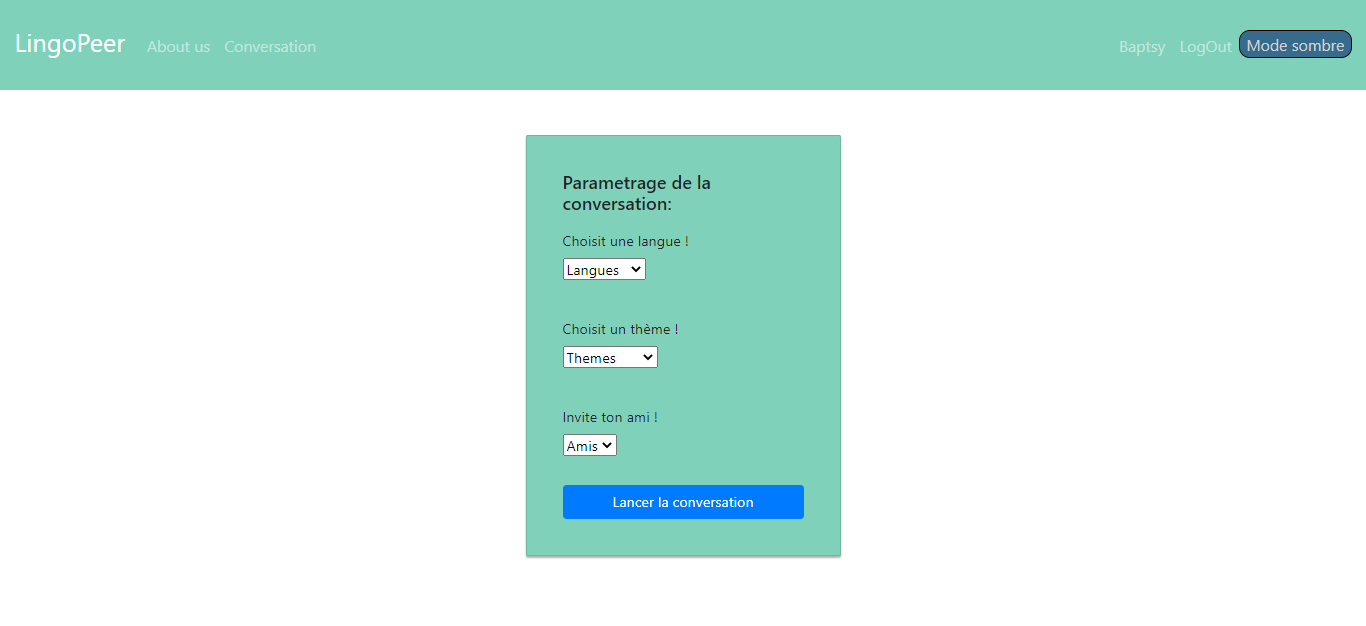 LingoPeer About us Conversation Baptsy LogOut Mode sombre
Parametrage de la
conversation:
Choisit une langue !
Langues
Choisit un thème !
Themes
Invite ton ami !
Amis
Lancer la conversation